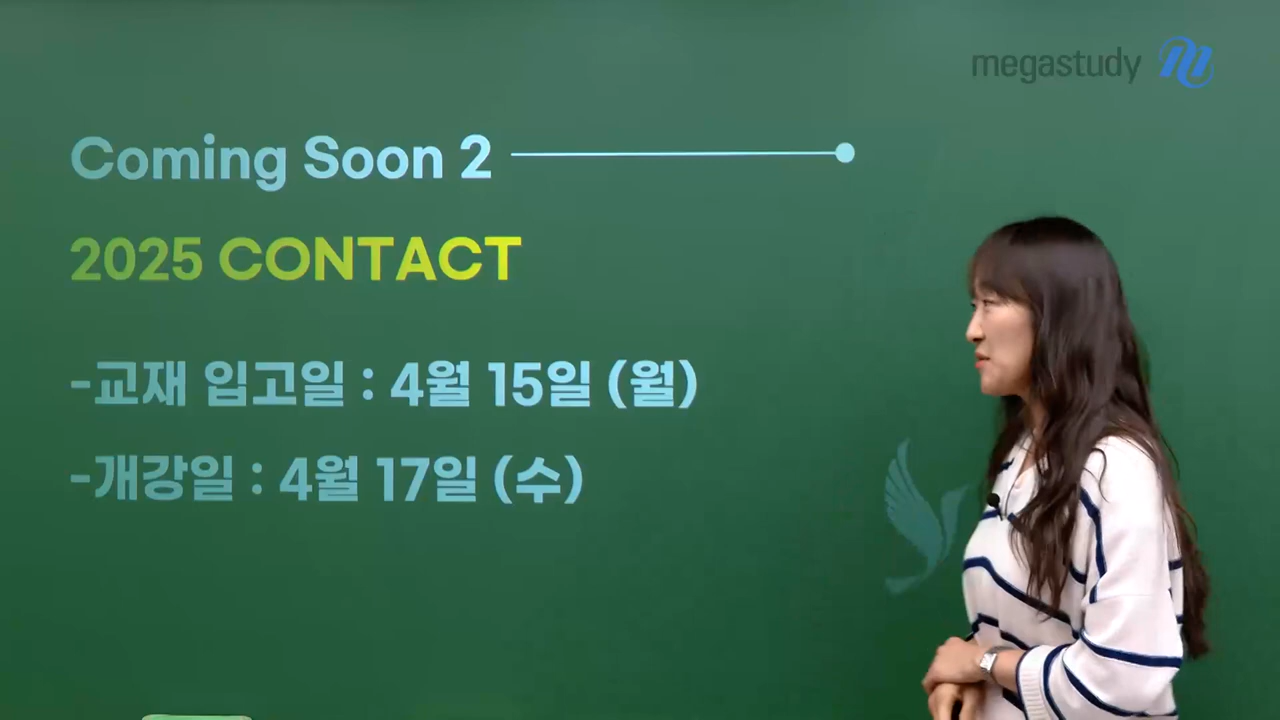 megastudy
Coming Soon 2
2025 CONTACT
-교재 입고일 : 4월 15일 (월)
-개강일 : 4월 17일 (수)